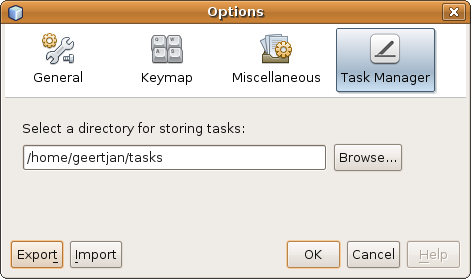 Options
General
Keymap
Miscellaneous
Task Manager
Select a directory for storing tasks:
/home/geertjan/tasks
Browse...
Export
Import
OK
Cancel
Help